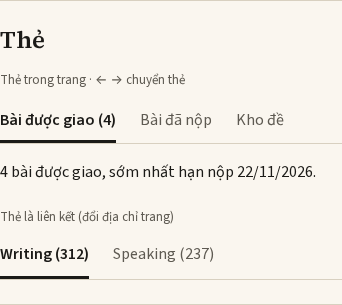 Thẻ
Thẻ trong trang · ← → chuyển thẻ
Bài được giao (4) Bài đã nộp Kho đề
4 bài được giao, sớm nhất hạn nộp 22/11/2026.
Thẻ là liên kết (đổi địa chỉ trang)
Writing (312) Speaking (237)